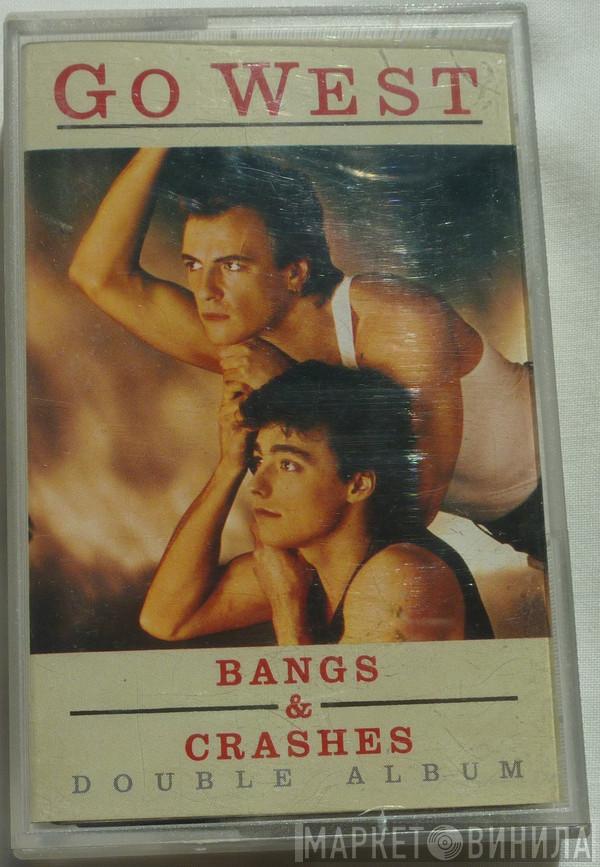 GO WEST
BANGS
&
CRASHES
DOUBLE ALBUM
МАРКЕТ ВИНИЛА